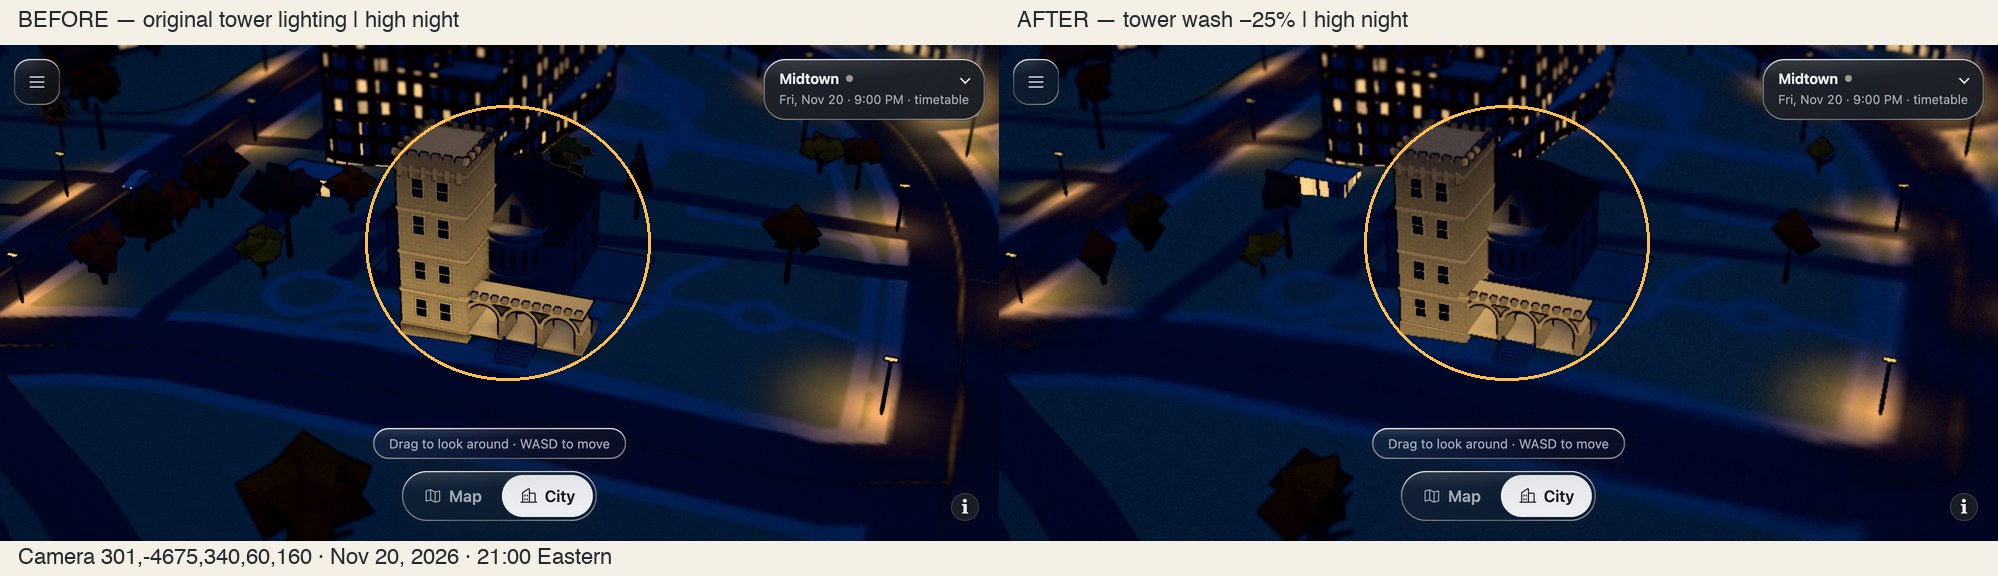 BEFORE — original tower lighting | high night
Midtown
Fri, Nov 20 · 9:00 PM · timetable
Drag to look around · WASD to move
Map
City
i
AFTER — tower wash −25% | high night
Midtown
Fri, Nov 20 · 9:00 PM · timetable
Drag to look around · WASD to move
Map
City
i
Camera 301,-4675,340,60,160 · Nov 20, 2026 · 21:00 Eastern